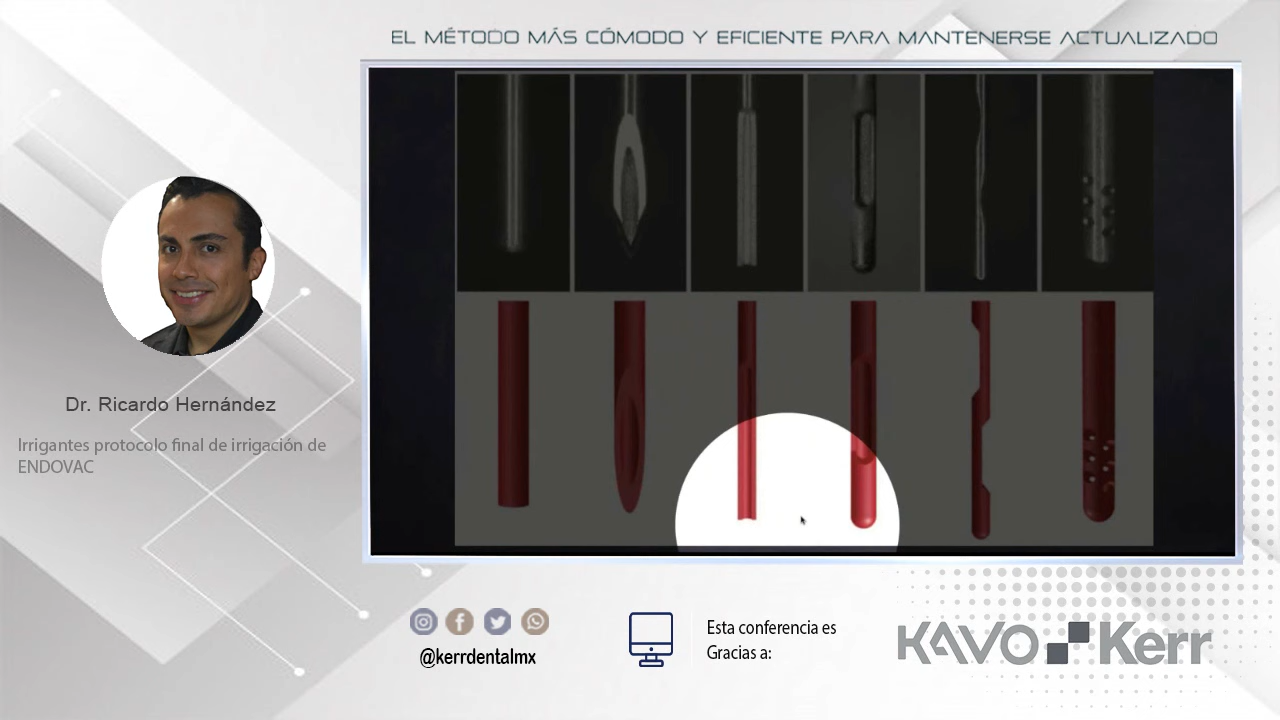 EL MÉTODO MÁS CÓMODO Y EFICIENTE PARA MANTENERSE ACTUALIZADO
Dr. Ricardo Hernández
Irrigantes protocolo final de irrigación de
ENDOVAC
@kerrdentalmx
Esta conferencia es
Gracias a:
KAVO Kerr